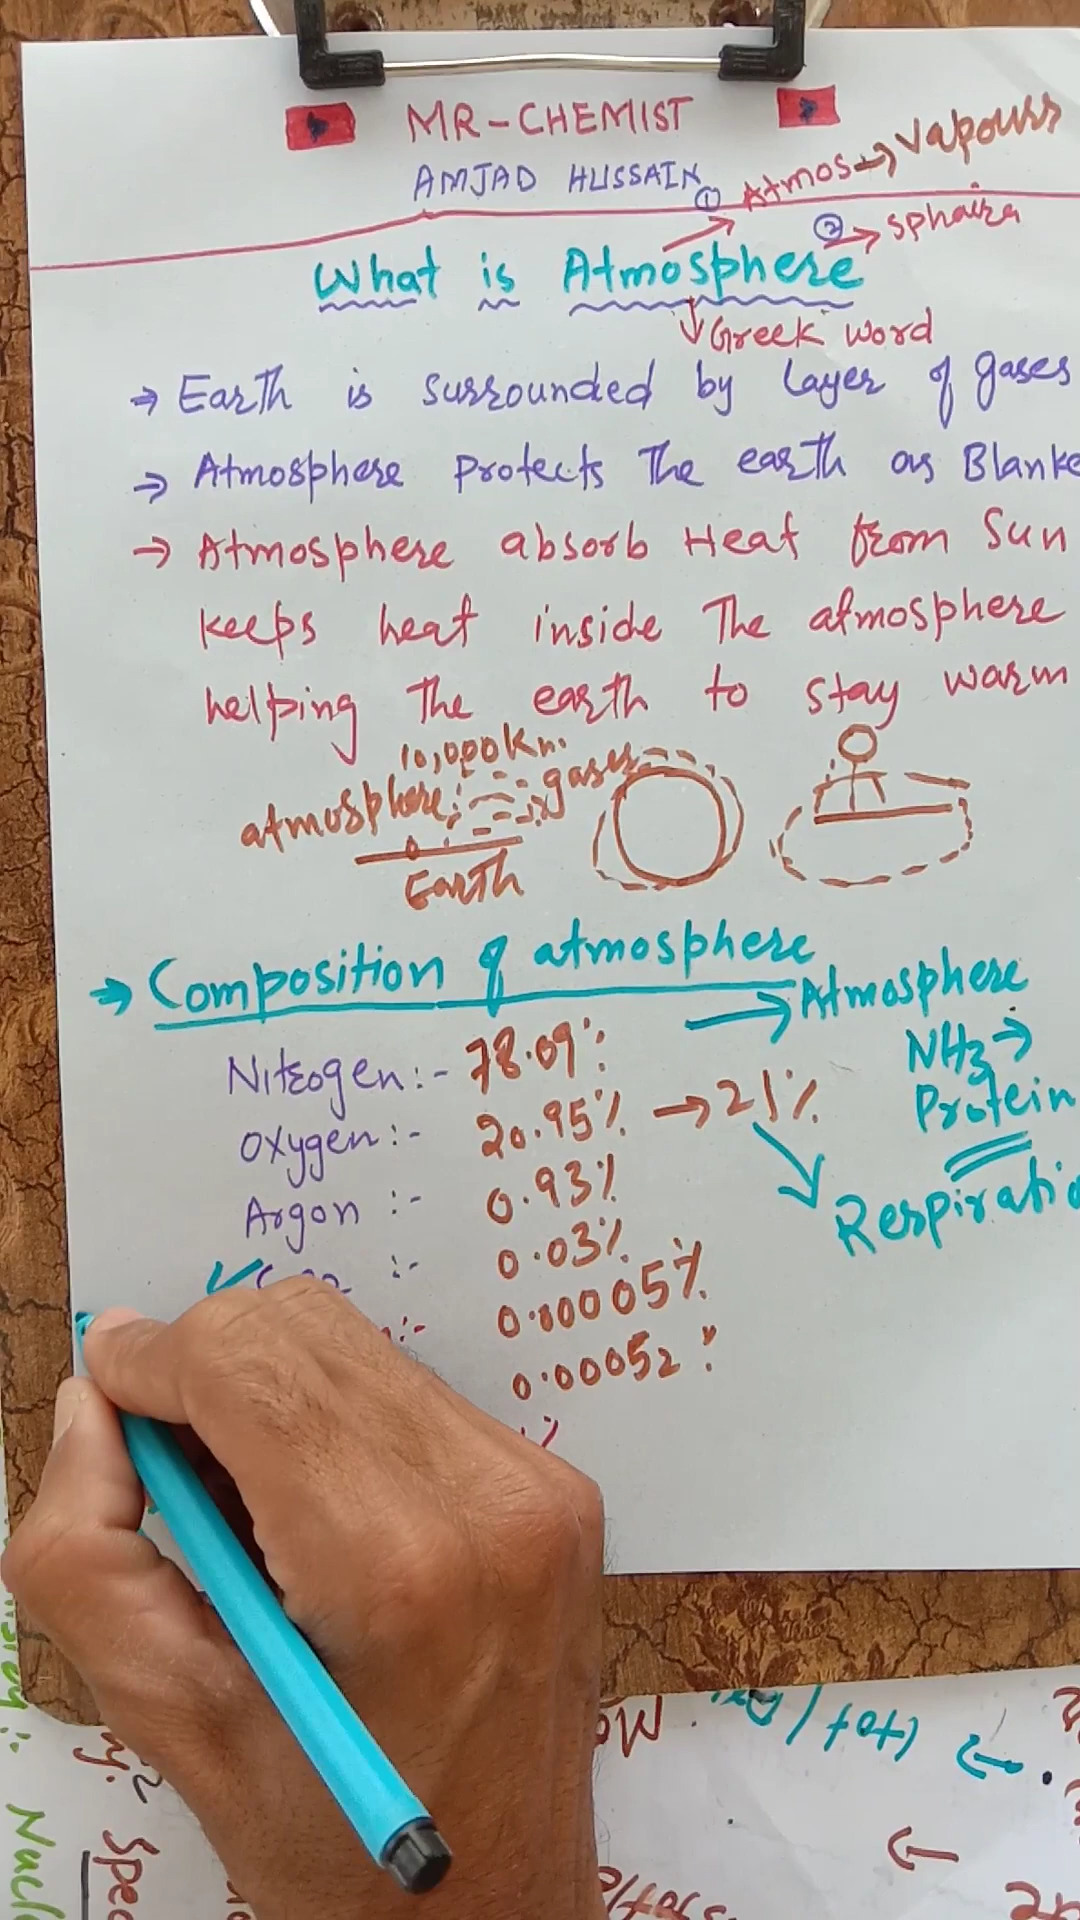 MR-CHEMIST
AMJAD HUSSAIN
① Atmos → Vapours
② → sphaira
What is Atmosphere
↓ Greek word
→ Earth is surrounded by layer of gases
→ Atmosphere Protects The earth as Blanke
→ Atmosphere absorb Heat from Sun
keeps heat inside The atmosphere
helping The earth to stay warm
10,000 Km
atmosphere gases
Earth
→ Composition of atmosphere
→ Atmosphere
NH3 →
Protein
Nitrogen:- 78.09%
Oxygen:- 20.95% → 21%
Respiratio
Argon :- 0.93%
:- 0.03%
:- 0.00005%
0.00052 %
%